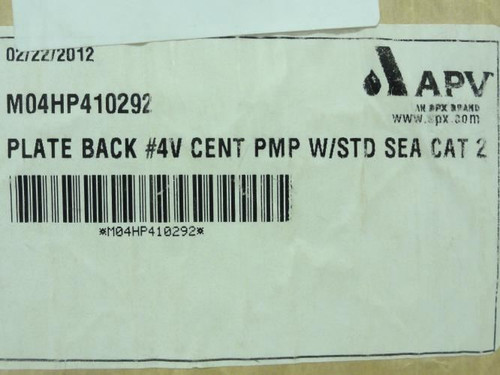 02/22/2012
APV
AN SPX BRAND
www.spx.com
M04HP410292
PLATE BACK #4V CENT PMP W/STD SEA CAT 2
*M04HP410292*